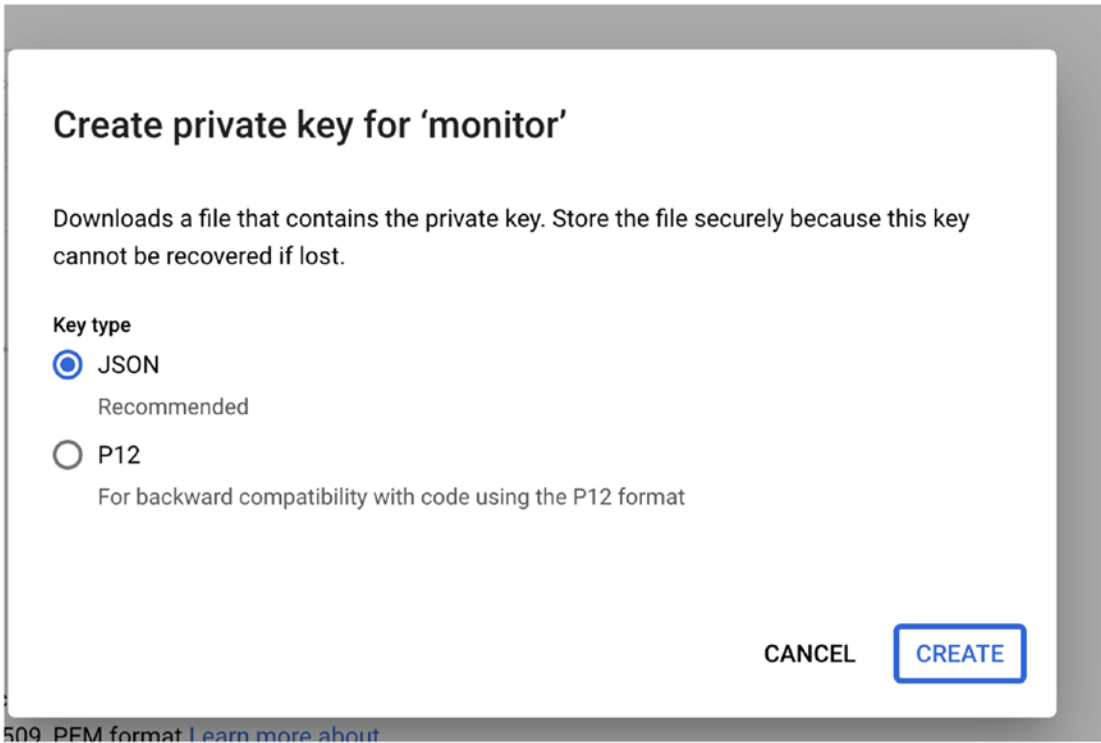 Create private key for ‘monitor’
Downloads a file that contains the private key. Store the file securely because this key
cannot be recovered if lost.
Key type
JSON
Recommended
P12
For backward compatibility with code using the P12 format
CANCEL CREATE
509 PEM format Learn more about